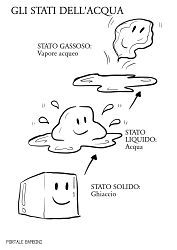 GLI STATI DELL'ACQUA
STATO GASSOSO:
Vapore acqueo
STATO
LIQUIDO:
Acqua
STATO SOLIDO:
Ghiaccio
PORTALE BAMBINI